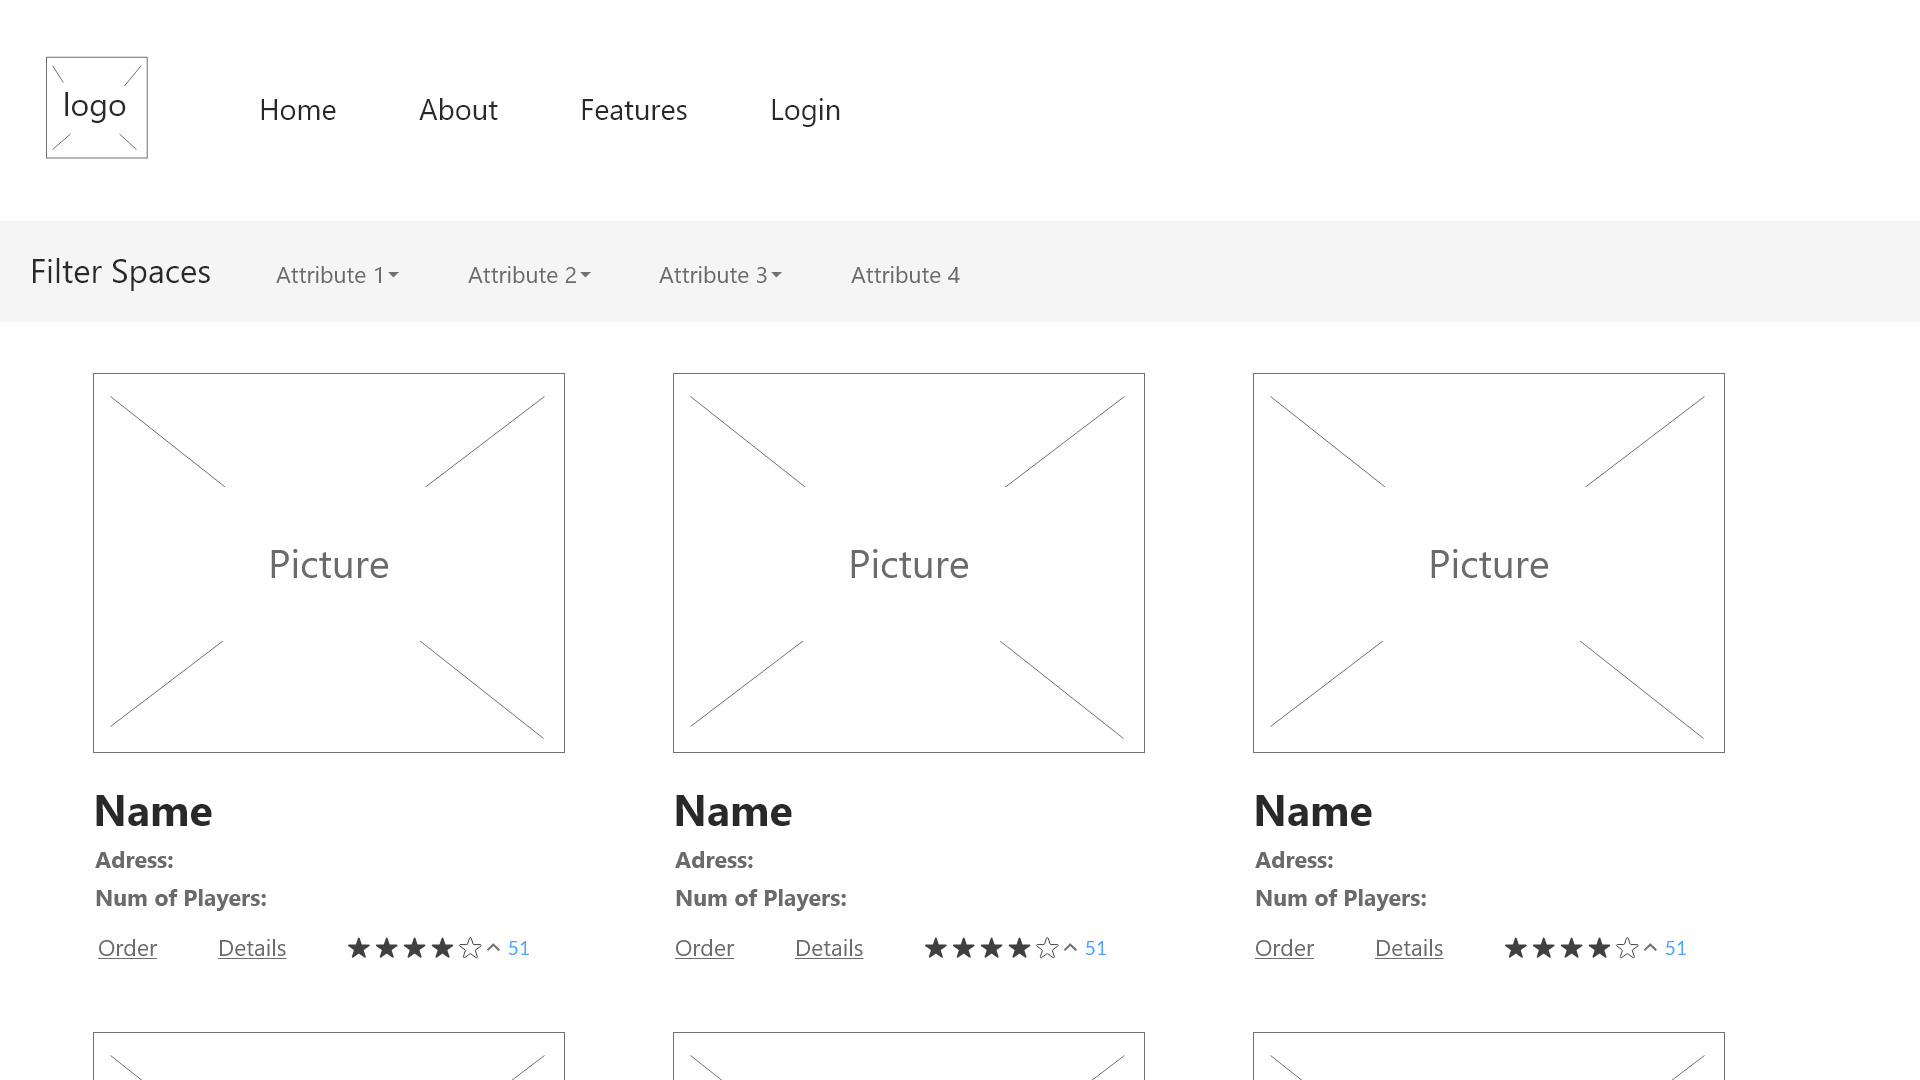 logo
Home About Features Login
Filter Spaces Attribute 1 Attribute 2 Attribute 3 Attribute 4
Picture Picture Picture
Name Name Name
Adress: Adress: Adress:
Num of Players: Num of Players: Num of Players:
Order Details 51 Order Details 51 Order Details 51